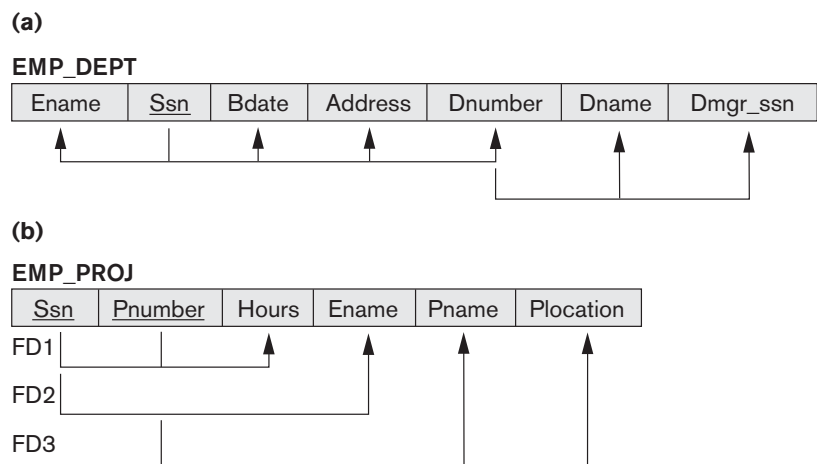 (a)
EMP_DEPT
Ename Ssn Bdate Address Dnumber Dname Dmgr_ssn
(b)
EMP_PROJ
Ssn Pnumber Hours Ename Pname Plocation
FD1
FD2
FD3